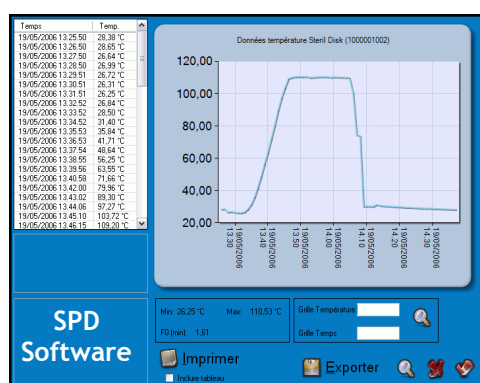 Temps Temp.
19/05/2006 13.25.50 28,38 °C
19/05/2006 13.26.50 28,65 °C
19/05/2006 13.27.50 26,64 °C
19/05/2006 13.28.50 26,99 °C
19/05/2006 13.29.51 26,72 °C
19/05/2006 13.30.51 26,31 °C
19/05/2006 13.31.51 26,25 °C
19/05/2006 13.32.52 26,84 °C
19/05/2006 13.33.52 28,50 °C
19/05/2006 13.34.52 31,40 °C
19/05/2006 13.35.53 35,84 °C
19/05/2006 13.36.53 41,71 °C
19/05/2006 13.37.54 48,64 °C
19/05/2006 13.38.55 56,25 °C
19/05/2006 13.39.56 63,55 °C
19/05/2006 13.40.58 71,66 °C
19/05/2006 13.42.00 79,96 °C
19/05/2006 13.43.02 89,30 °C
19/05/2006 13.44.06 97,27 °C
19/05/2006 13.45.10 103,72 °C
19/05/2006 13.46.15 109,20 °C
Données température Steril Disk (1000001002)
120,00
100,00
80,00
60,00
40,00
20,00
19/05/2006 13.30
19/05/2006 13.40
19/05/2006 13.50
19/05/2006 14.00
19/05/2006 14.10
19/05/2006 14.20
19/05/2006 14.30
SPD
Software
Min: 26,25 °C Max: 110,53 °C
F0 (min): 1,61
Grille Température
Grille Temps
Imprimer
Inclure tableau
Exporter